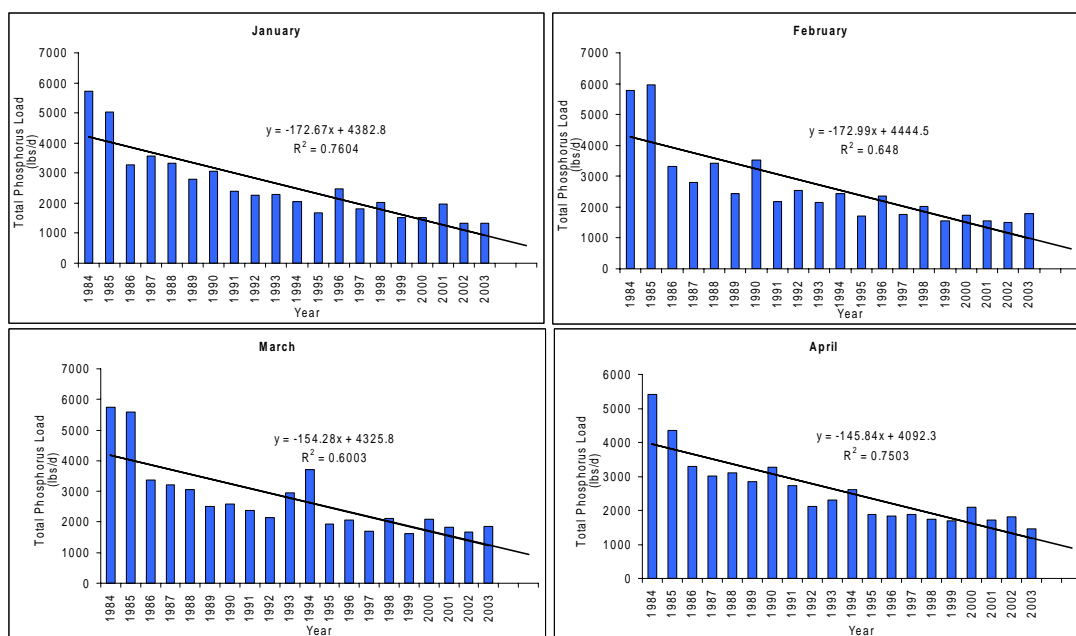 January
7000
6000
5000
4000
3000
2000
1000
0
Total Phosphorus Load
(lbs/d)
y = -172.67x + 4382.8
R² = 0.7604
1984 1985 1986 1987 1988 1989 1990 1991 1992 1993 1994 1995 1996 1997 1998 1999 2000 2001 2002 2003
Year
February
7000
6000
5000
4000
3000
2000
1000
0
Total Phosphorus Load
(lbs/d)
y = -172.99x + 4444.5
R² = 0.648
1984 1985 1986 1987 1988 1989 1990 1991 1992 1993 1994 1995 1996 1997 1998 1999 2000 2001 2002 2003
Year
March
7000
6000
5000
4000
3000
2000
1000
0
Total Phosphorus Load
(lbs/d)
y = -154.28x + 4325.8
R² = 0.6003
1984 1985 1986 1987 1988 1989 1990 1991 1992 1993 1994 1995 1996 1997 1998 1999 2000 2001 2002 2003
Year
April
6000
5000
4000
3000
2000
1000
0
Total Phosphorus Load
(lbs/d)
y = -145.84x + 4092.3
R² = 0.7503
1984 1985 1986 1987 1988 1989 1990 1991 1992 1993 1994 1995 1996 1997 1998 1999 2000 2001 2002 2003
Year